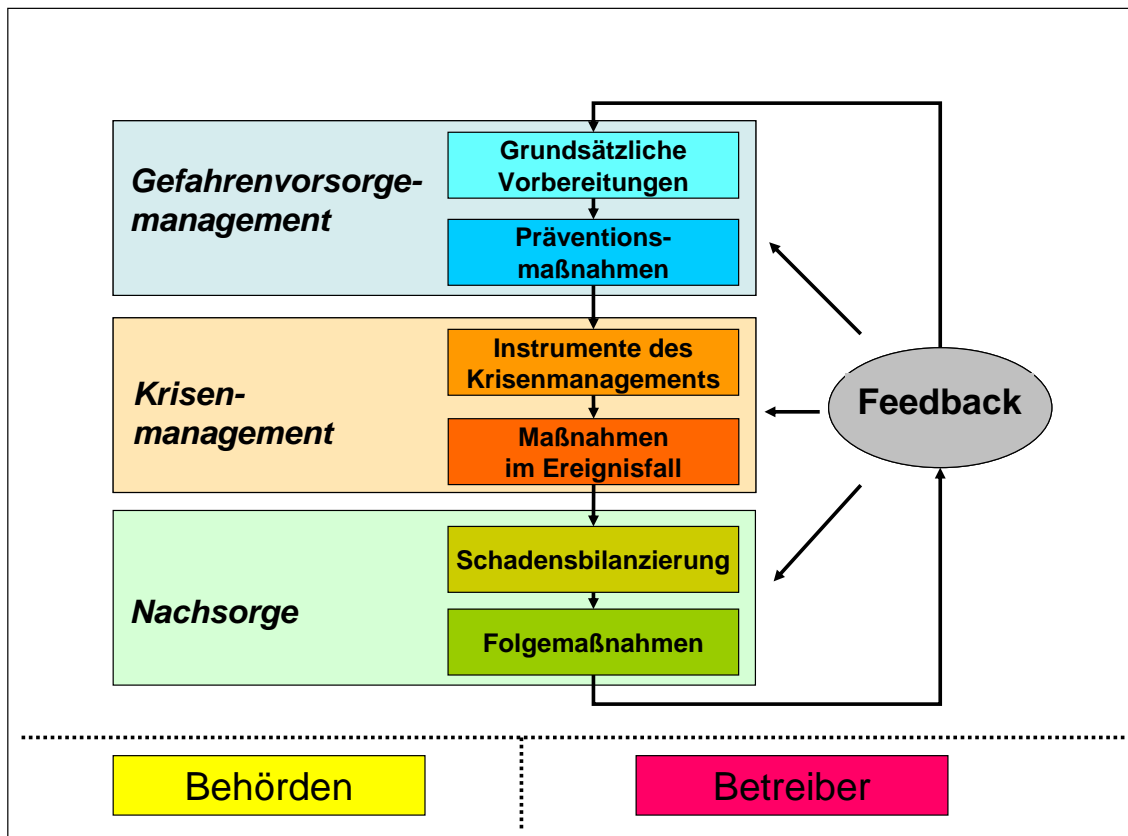 Grundsätzliche
Vorbereitungen
Gefahrenvorsorge-
management
Präventions-
maßnahmen
Instrumente des
Krisenmanagements
Krisen-
management
Feedback
Maßnahmen
im Ereignisfall
Schadensbilanzierung
Nachsorge
Folgemaßnahmen
Behörden
Betreiber